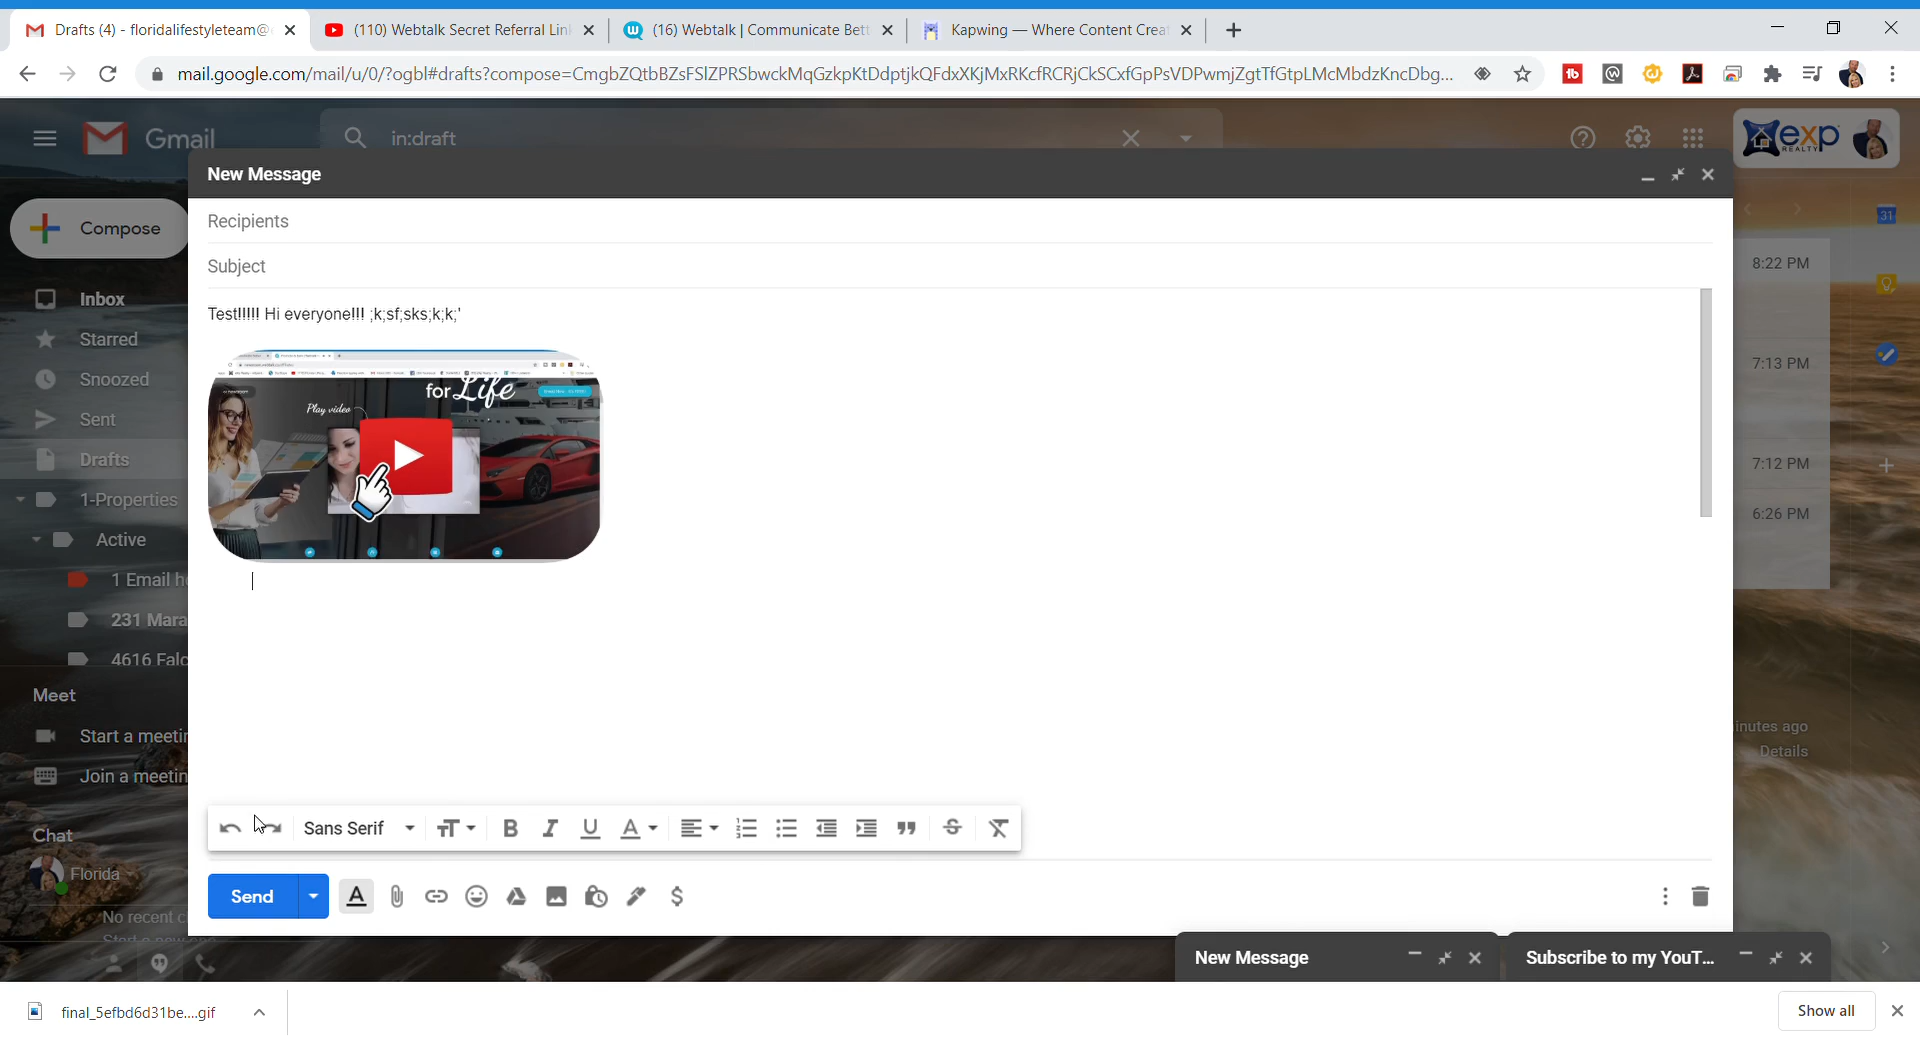 Drafts (4) - floridalifestyleteam@
(110) Webtalk Secret Referral Lin
(16) Webtalk | Communicate Bett
Kapwing — Where Content Creat
mail.google.com/mail/u/0/?ogbl#drafts?compose=CmgbZQtbBZsFSlZPRSbwckMqGzkpKtDdptjkQFdxXKjMxRKcfRCRjCkSCxfGpPsVDPwmjZgtTfGtpLMcMbdzKncDbg...
Gmail
in:draft
exp
REALTY
New Message
Compose
Recipients
Subject
Inbox
Starred
Snoozed
Sent
Drafts
1-Properties
Active
1 Email h
231 Mara
4616 Falc
Meet
Start a meetin
Join a meetin
Chat
Florida
No recent c
Test!!!!! Hi everyone!!! ;k;sf;sks;k;k;'
for Life
Play video
8:22 PM
7:13 PM
7:12 PM
6:26 PM
31
inutes ago
Details
Sans Serif
Send
New Message
Subscribe to my YouT...
final_5efbd6d31be....gif
Show all